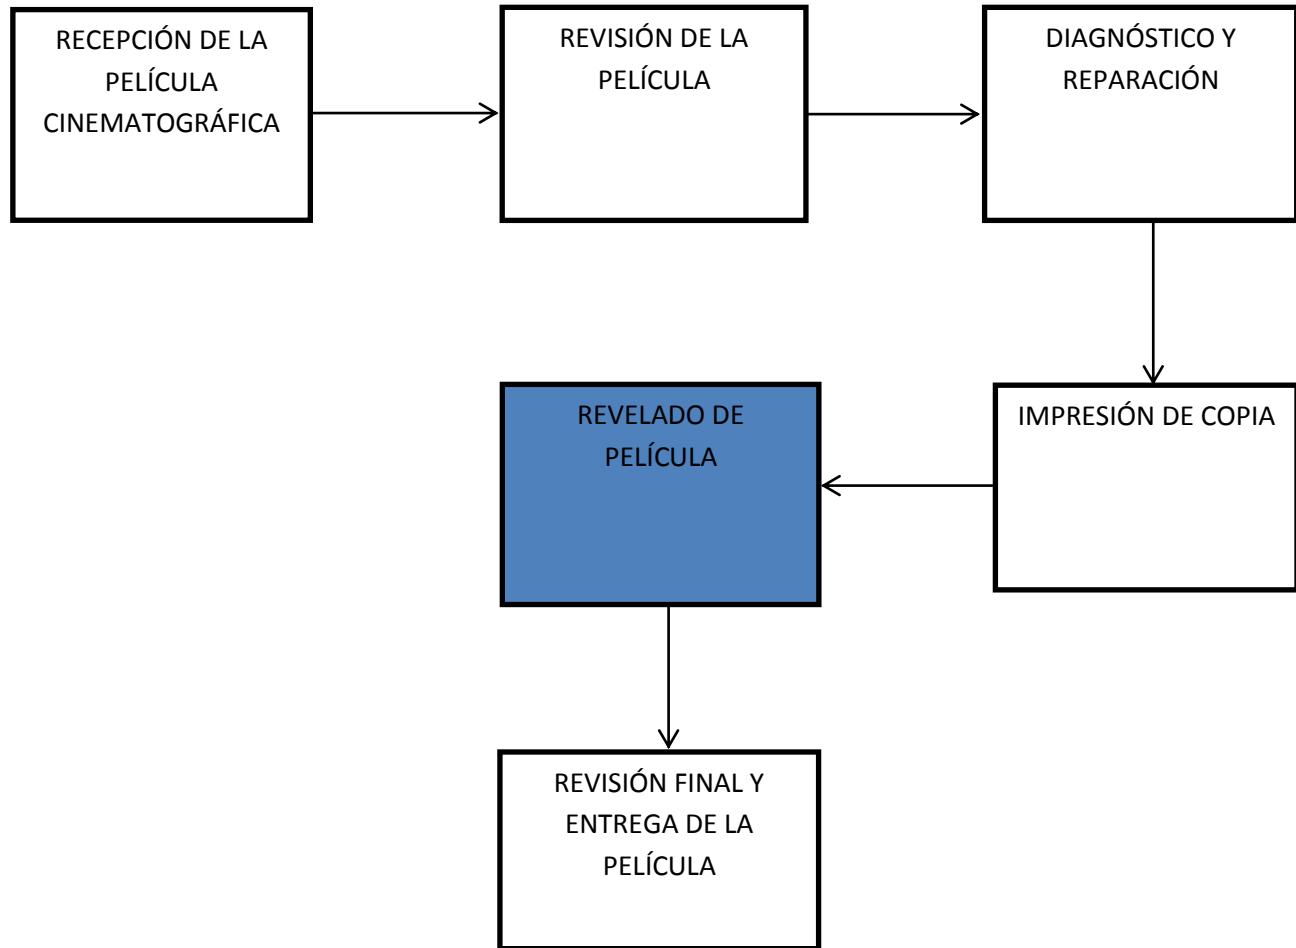 RECEPCIÓN DE LA
PELÍCULA
CINEMATOGRÁFICA
REVISIÓN DE LA
PELÍCULA
DIAGNÓSTICO Y
REPARACIÓN
IMPRESIÓN DE COPIA
REVELADO DE
PELÍCULA
REVISIÓN FINAL Y
ENTREGA DE LA
PELÍCULA